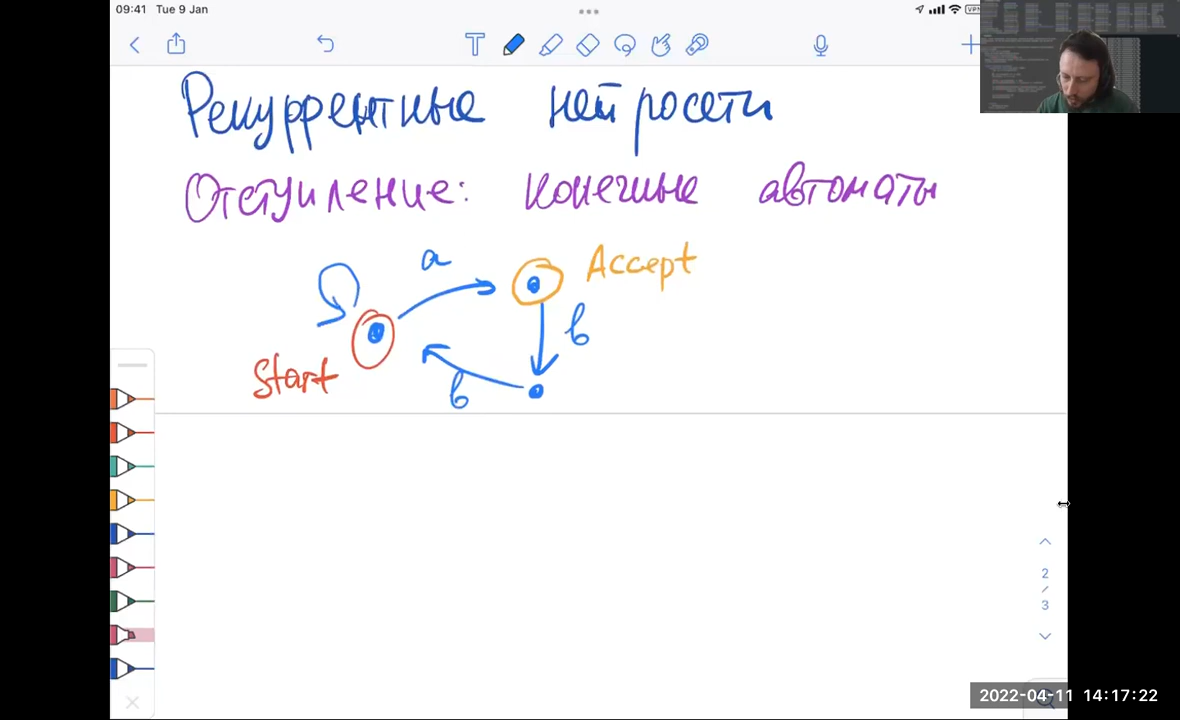 09:41 Tue 9 Jan
VPN
T
Рекуррентные нейросети
Отступление: конечные автоматы
a
Accept
b
Start
b
2
/
3
2022-04-11 14:17:22